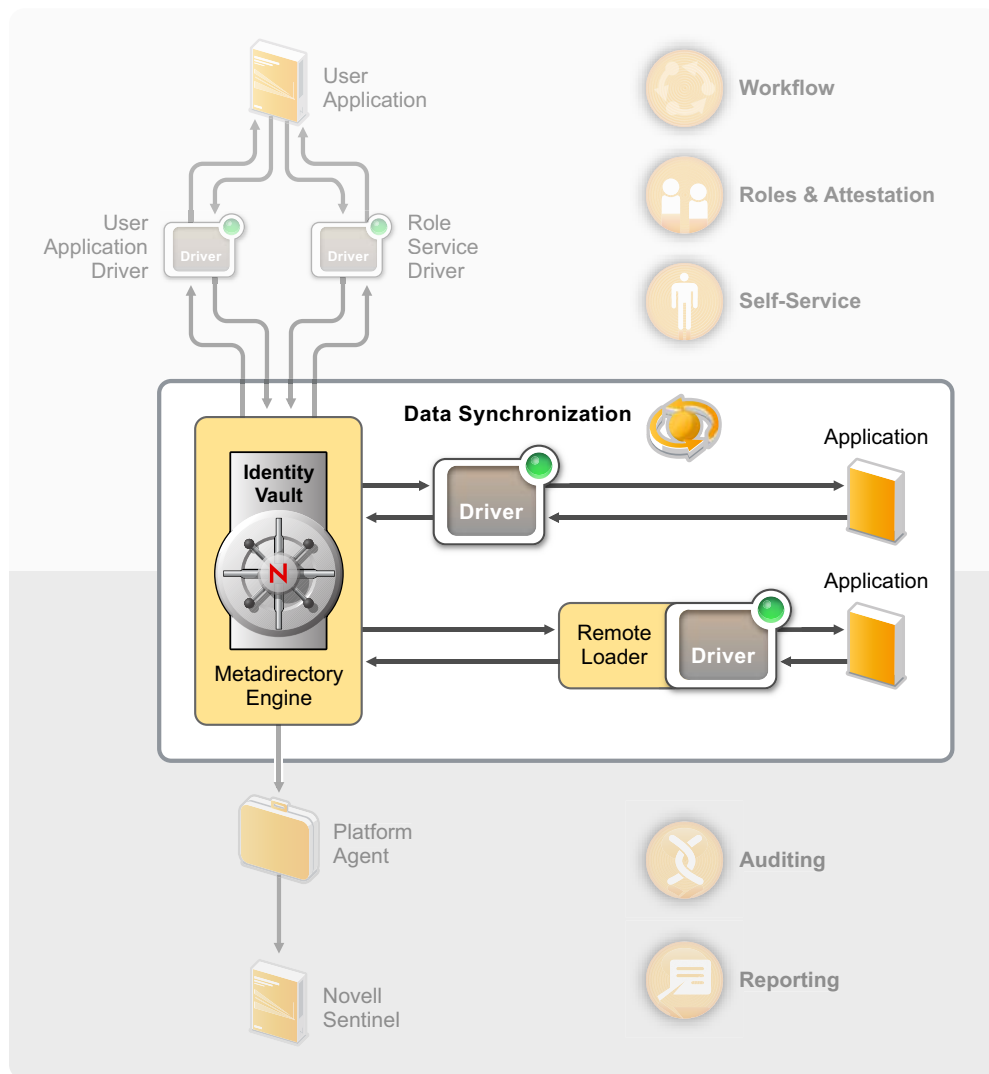 User
Application
Workflow
Roles & Attestation
User
Application
Driver
Driver
Driver
Role
Service
Driver
Self-Service
Data Synchronization
Application
Identity
Vault
Driver
N
Application
Remote
Loader
Driver
Metadirectory
Engine
Platform
Agent
Auditing
Novell
Sentinel
Reporting